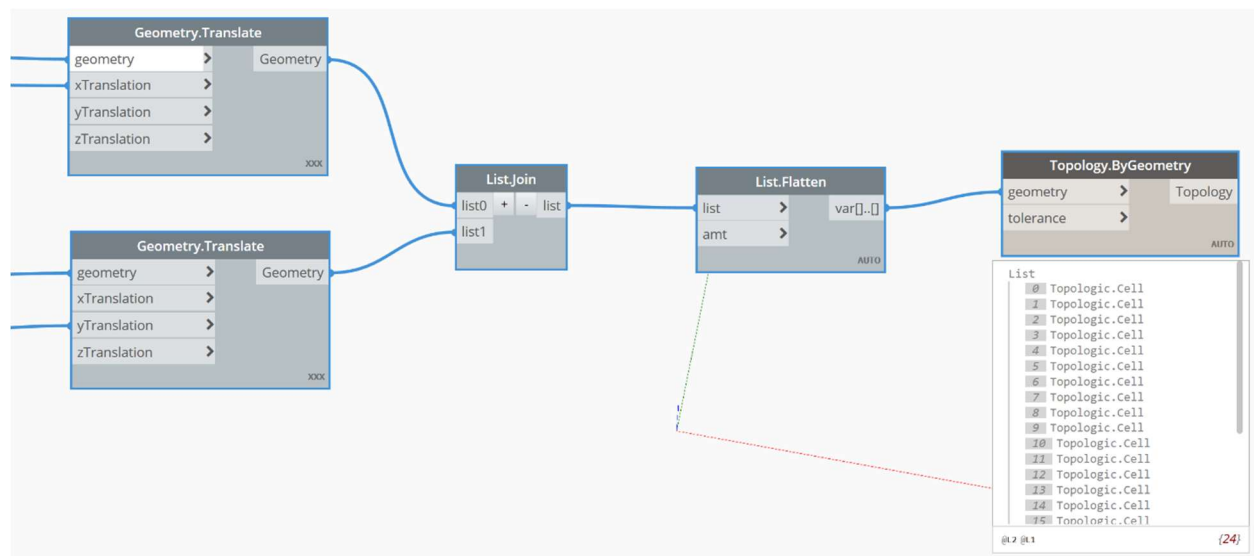 Geometry.Translate
geometry > Geometry
xTranslation >
yTranslation >
zTranslation >
xxx
Geometry.Translate
geometry > Geometry
xTranslation >
yTranslation >
zTranslation >
xxx
List.Join
list0 + - list
list1
List.Flatten
list > var[]..[]
amt >
AUTO
Topology.ByGeometry
geometry > Topology
tolerance >
AUTO
List
0 Topologic.Cell
1 Topologic.Cell
2 Topologic.Cell
3 Topologic.Cell
4 Topologic.Cell
5 Topologic.Cell
6 Topologic.Cell
7 Topologic.Cell
8 Topologic.Cell
9 Topologic.Cell
10 Topologic.Cell
11 Topologic.Cell
12 Topologic.Cell
13 Topologic.Cell
14 Topologic.Cell
15 Topologic.Cell
@L2 @L1 {24}